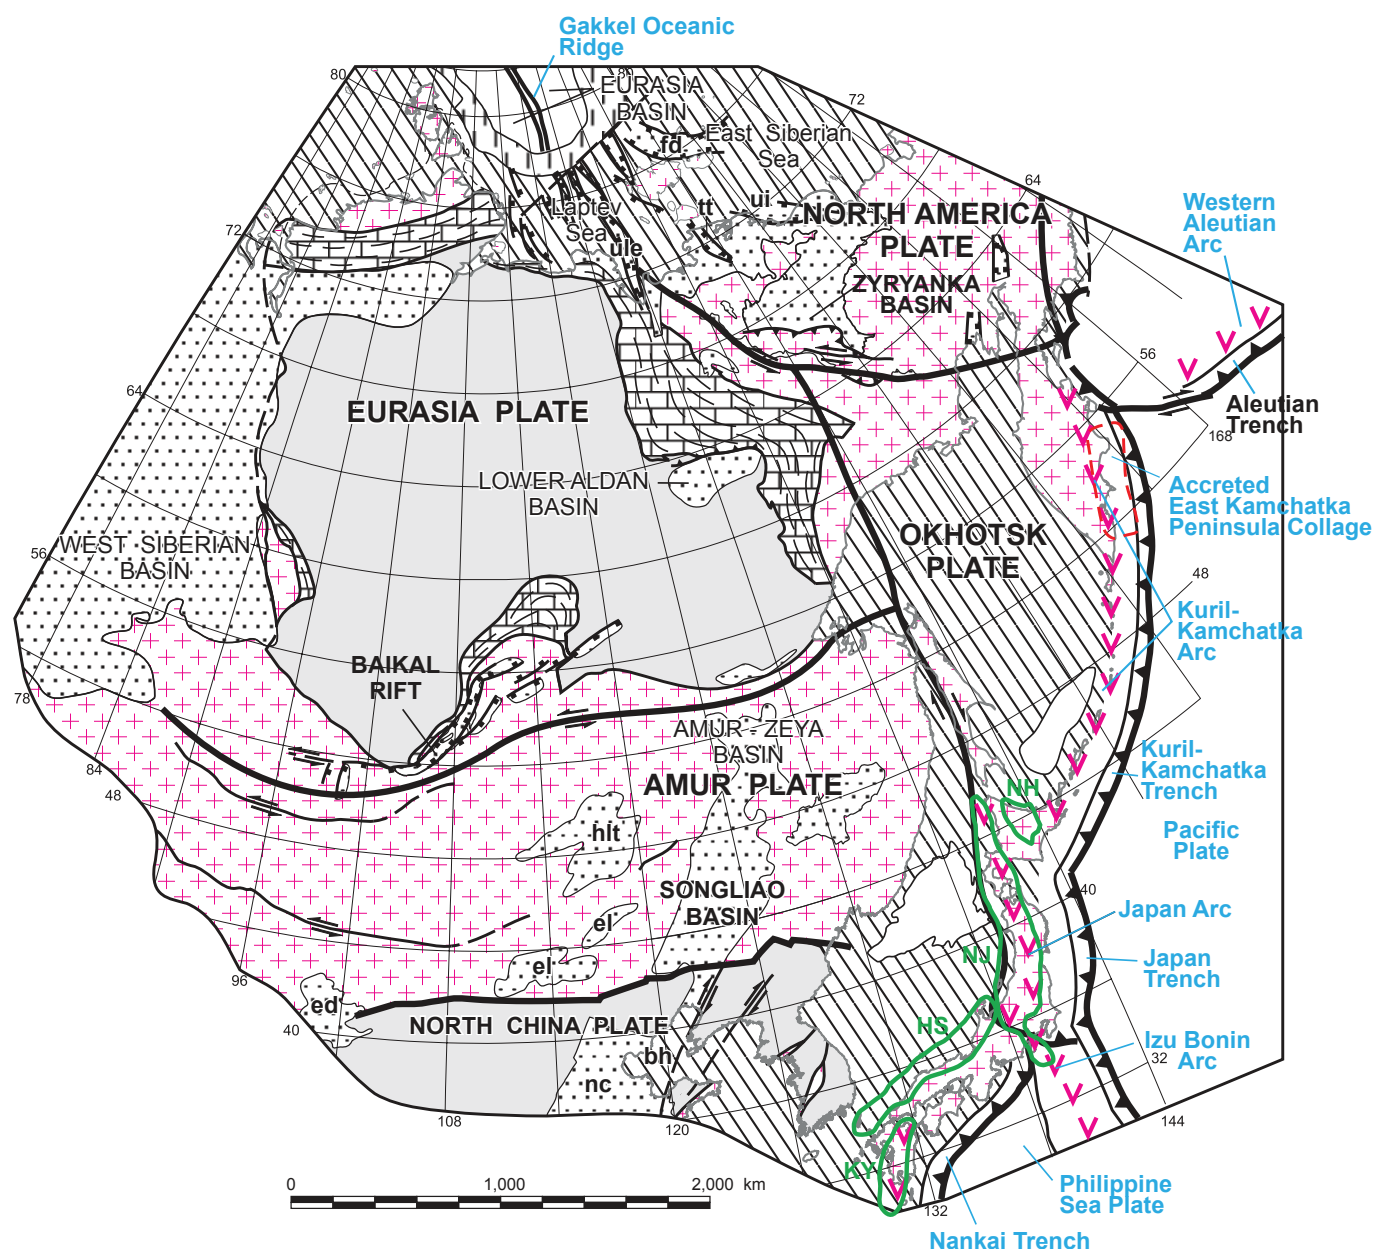 Gakkel Oceanic
Ridge
80
80
EURASIA
BASIN
72
fd
East Siberian
Sea
64
tt
ui
Laptev
Sea
ule
NORTH AMERICA
PLATE
ZYRYANKA
BASIN
Western
Aleutian
Arc
72
56
64
EURASIA PLATE
Aleutian
Trench
168
LOWER ALDAN
BASIN
Accreted
East Kamchatka
Peninsula Collage
OKHOTSK
PLATE
WEST SIBERIAN
BASIN
56
48
Kuril-
Kamchatka
Arc
BAIKAL
RIFT
78
AMUR - ZEYA
BASIN
AMUR PLATE
Kuril-
Kamchatka
Trench
84
48
NH
hlt
Pacific
Plate
SONGLIAO
BASIN
40
Japan Arc
el
el
NJ
Japan
Trench
96
ed
40
NORTH CHINA PLATE
HS
bh
nc
Izu Bonin
Arc
32
108
120
144
KY
Philippine
Sea Plate
132
Nankai Trench
0 1,000 2,000 km